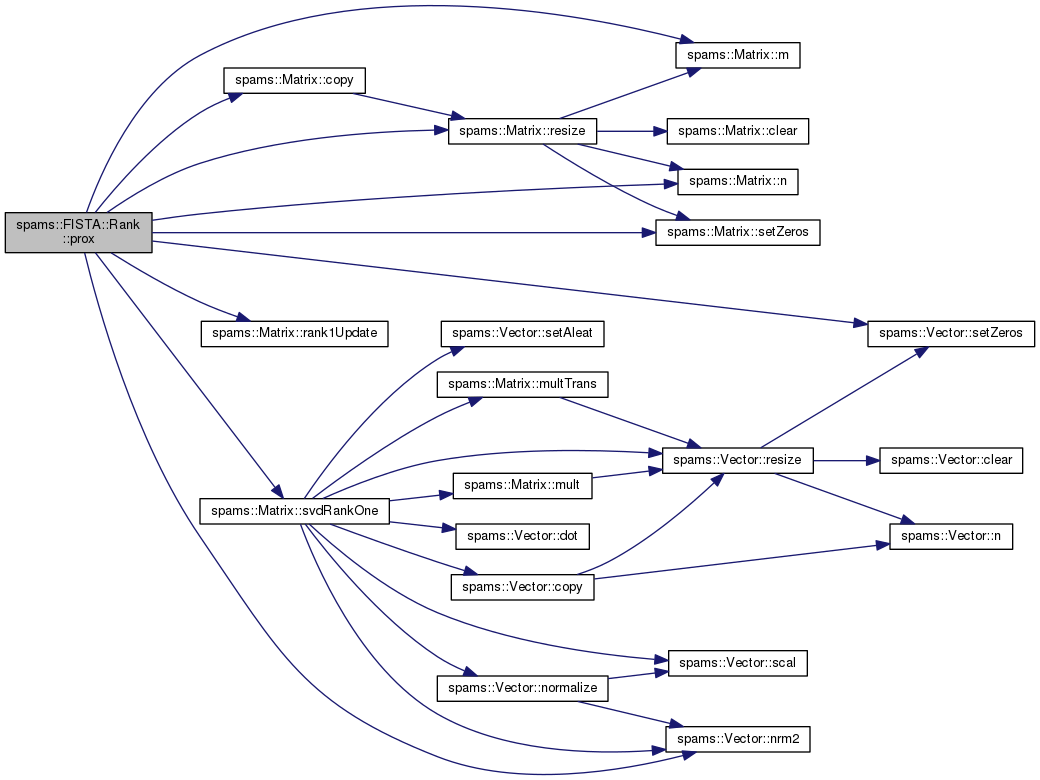 spams::Matrix::m
spams::Matrix::copy
spams::Matrix::resize
spams::Matrix::clear
spams::Matrix::n
spams::FISTA::Rank
::prox
spams::Matrix::setZeros
spams::Matrix::rank1Update
spams::Vector::setAleat
spams::Vector::setZeros
spams::Matrix::multTrans
spams::Vector::resize
spams::Vector::clear
spams::Matrix::mult
spams::Matrix::svdRankOne
spams::Vector::dot
spams::Vector::n
spams::Vector::copy
spams::Vector::scal
spams::Vector::normalize
spams::Vector::nrm2